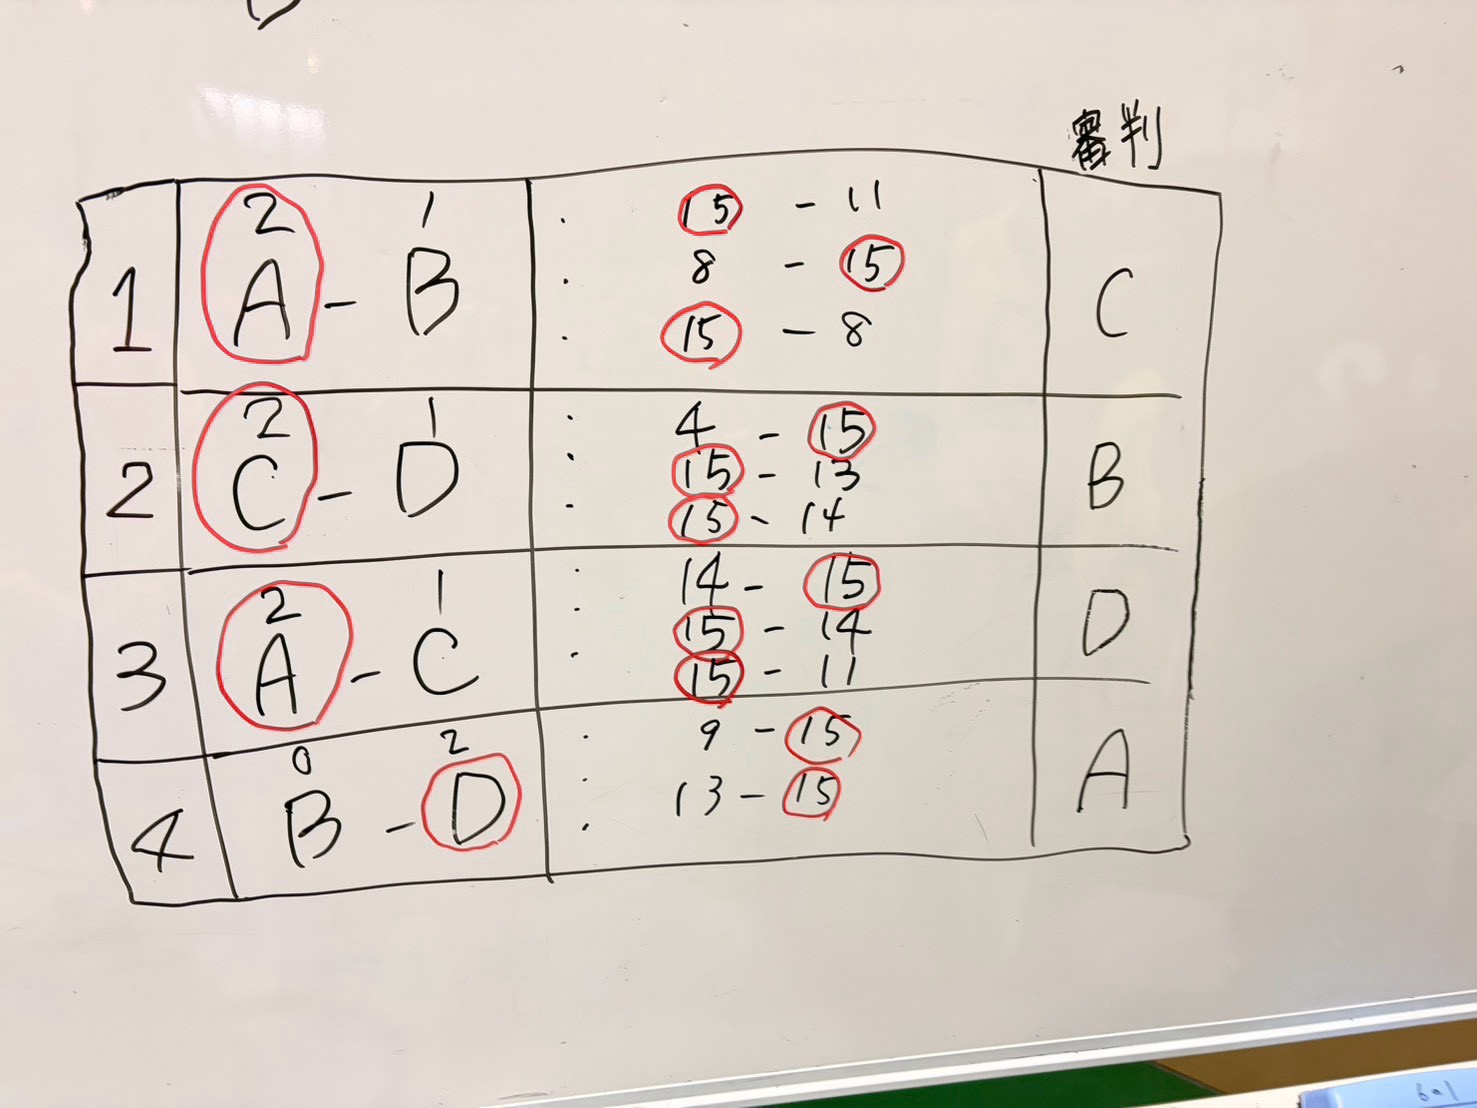 審判
2 1
1 A - B : 15 - 11 C
: 8 - 15
: 15 - 8
2 1
2 C - D : 4 - 15 B
: 15 - 13
: 15 - 14
2 1
3 A - C : 14 - 15 D
: 15 - 14
: 15 - 11
0 2
4 B - D : 9 - 15 A
: 13 - 15